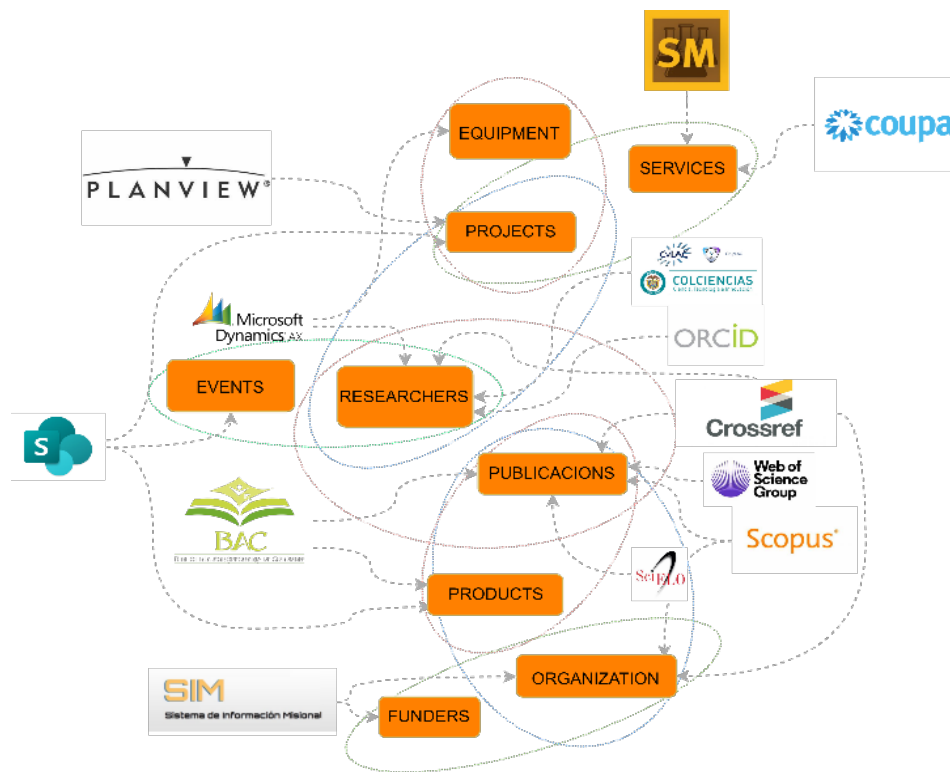 SM
EQUIPMENT
coupa
SERVICES
PLANVIEW®
PROJECTS
CVLAC
COLCIENCIAS
Microsoft
Dynamics AX
ORCID
EVENTS
RESEARCHERS
Crossref
S
PUBLICACIONS
Web of
Science
Group
BAC
Scopus®
SciELO
PRODUCTS
ORGANIZATION
SIM
Sistema de Información Misional
FUNDERS